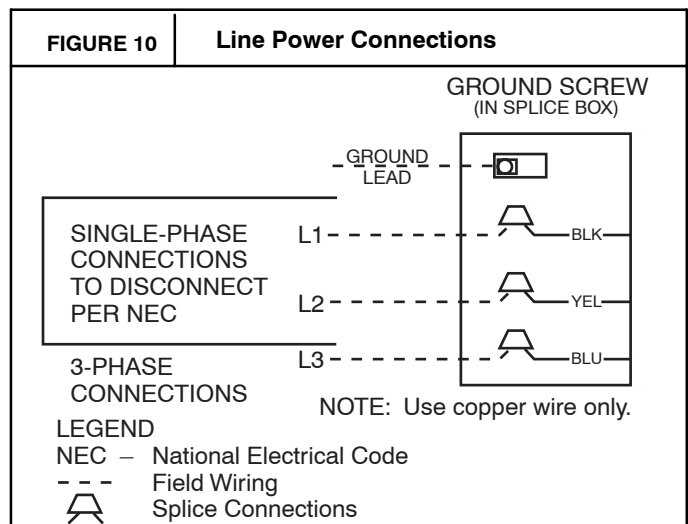 FIGURE 10 Line Power Connections
GROUND SCREW
(IN SPLICE BOX)
GROUND
LEAD
SINGLE-PHASE
CONNECTIONS
TO DISCONNECT
PER NEC
L1
BLK
L2
YEL
L3
BLU
3-PHASE
CONNECTIONS
NOTE: Use copper wire only.
LEGEND
NEC – National Electrical Code
Field Wiring
Splice Connections